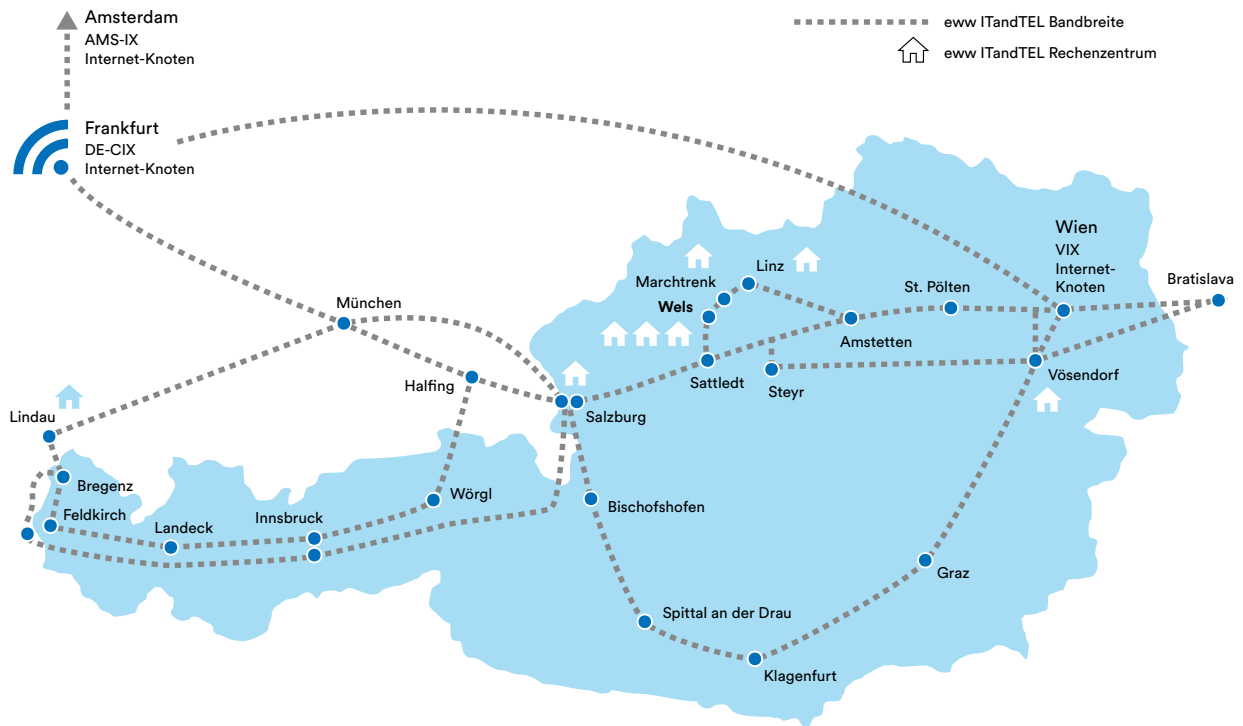 Amsterdam
AMS-IX
Internet-Knoten
eww ITandTEL Bandbreite
eww ITandTEL Rechenzentrum
Frankfurt
DE-CIX
Internet-Knoten
Wien
VIX
Internet-
Knoten
Bratislava
Linz
Marchtrenk
Wels
St. Pölten
Amstetten
München
Halfing
Sattledt
Steyr
Vösendorf
Salzburg
Lindau
Bregenz
Feldkirch
Landeck
Innsbruck
Wörgl
Bischofshofen
Graz
Spittal an der Drau
Klagenfurt